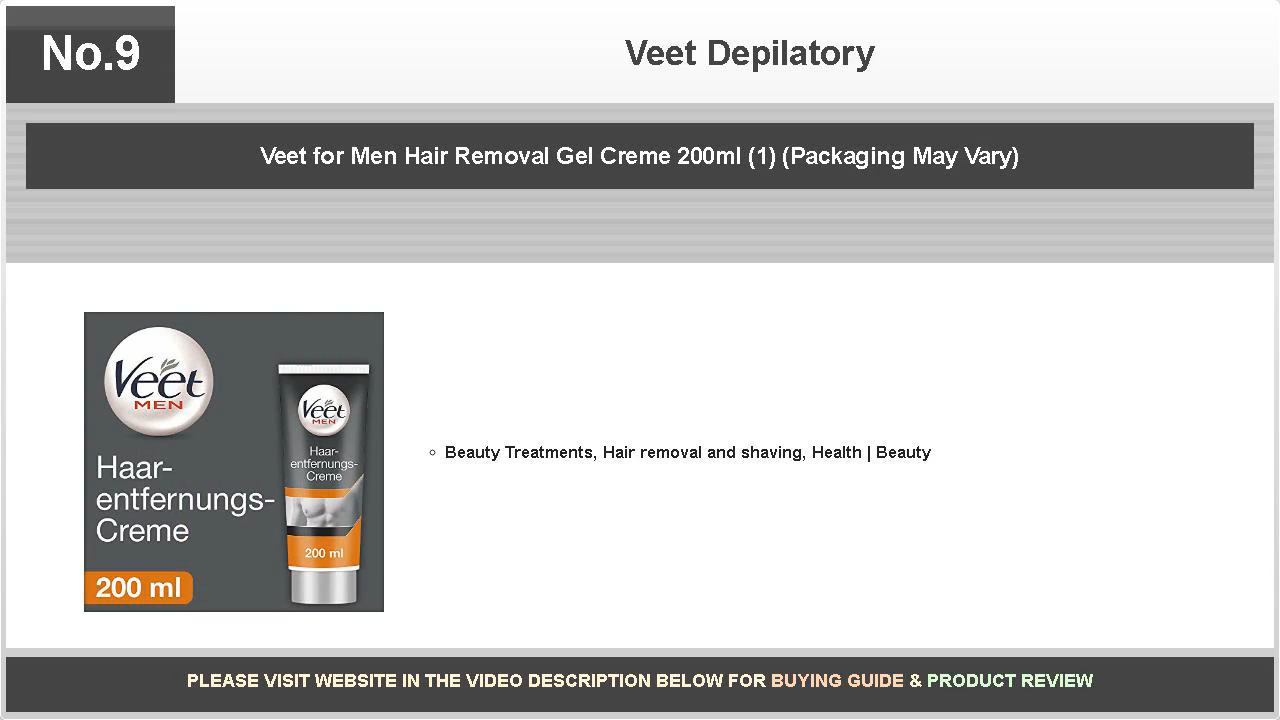 No.9
Veet Depilatory
Veet for Men Hair Removal Gel Creme 200ml (1) (Packaging May Vary)
Veet
MEN
Haar-
entfernungs-
Creme
200 ml
Veet
MEN
Haar-
entfernungs-
Creme
200 ml
Beauty Treatments, Hair removal and shaving, Health | Beauty
PLEASE VISIT WEBSITE IN THE VIDEO DESCRIPTION BELOW FOR BUYING GUIDE & PRODUCT REVIEW